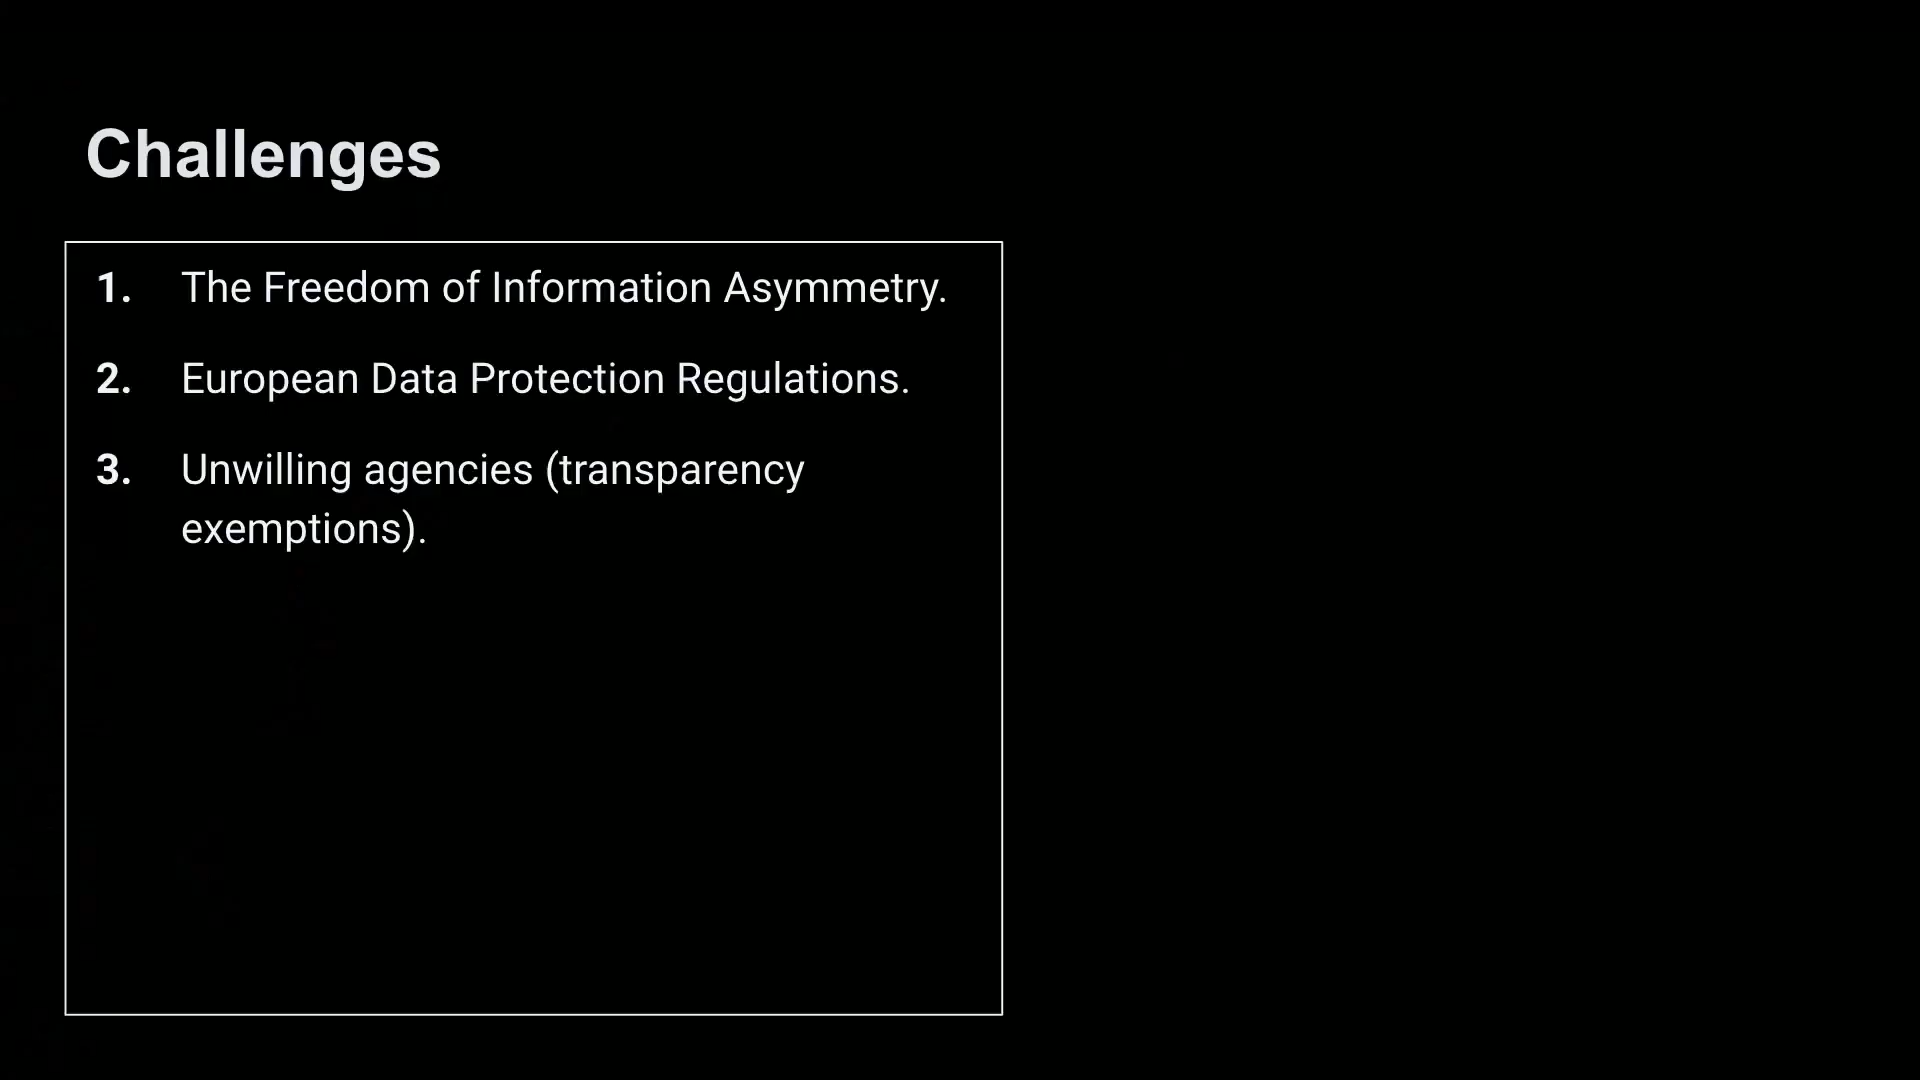 Challenges
1. The Freedom of Information Asymmetry.
2. European Data Protection Regulations.
3. Unwilling agencies (transparency
exemptions).